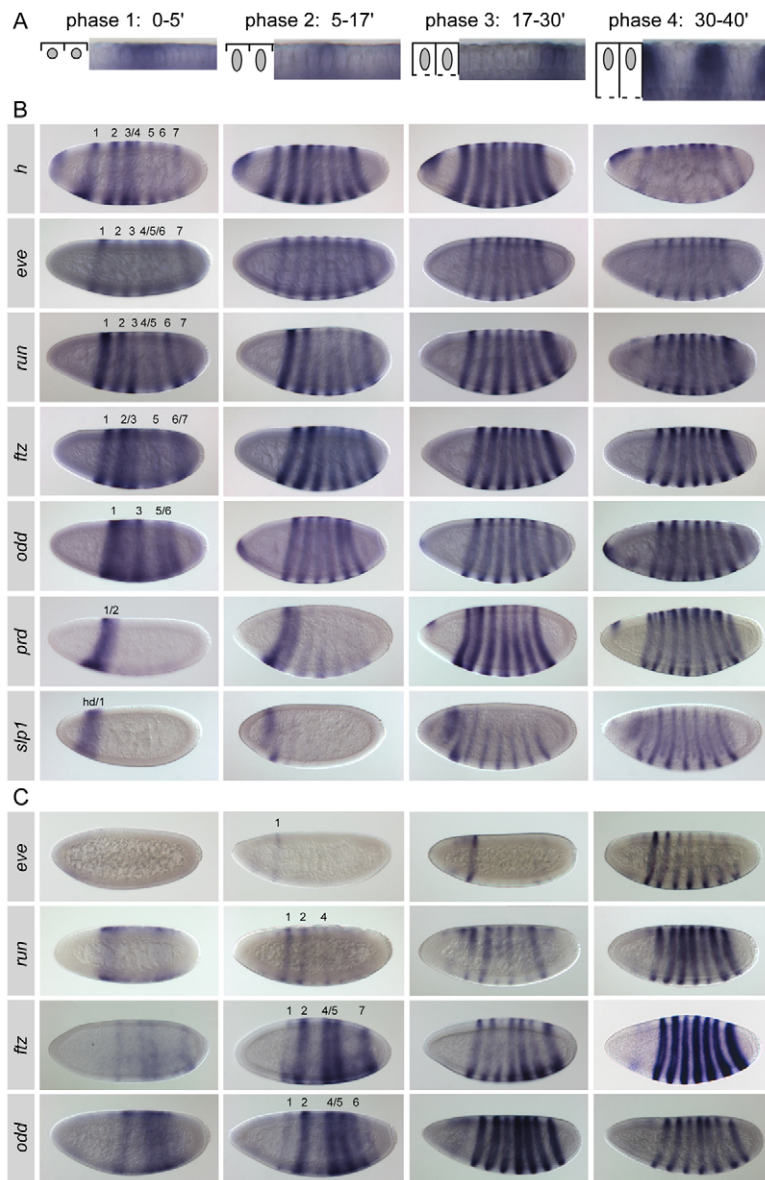 A
phase 1: 0-5' phase 2: 5-17' phase 3: 17-30' phase 4: 30-40'
B
h
1 2 3/4 5 6 7
eve
1 2 3 4/5/6 7
run
1 2 3 4/5 6 7
ftz
1 2/3 5 6/7
odd
1 3 5/6
prd
1/2
slp1
hd/1
C
eve
1
run
1 2 4
ftz
1 2 4/5 7
odd
1 2 4/5 6